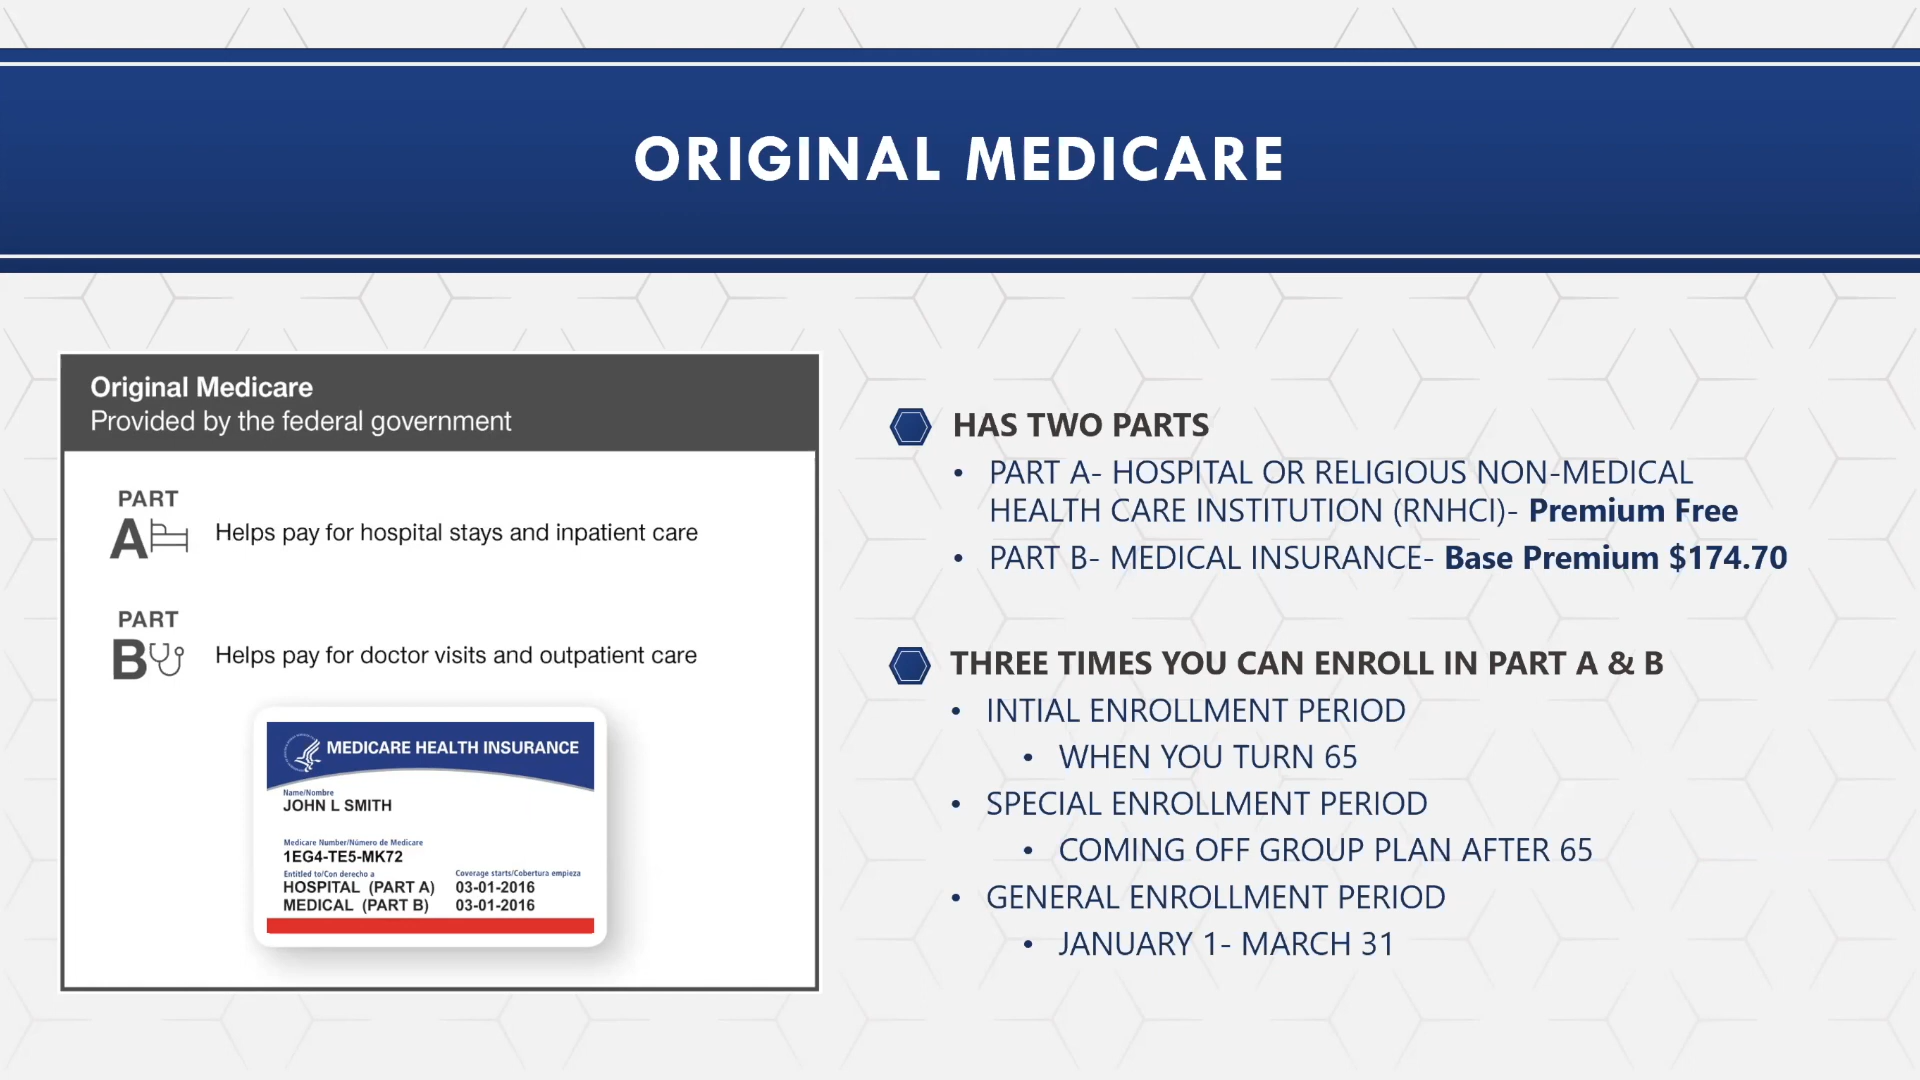 ORIGINAL MEDICARE
Original Medicare
Provided by the federal government
PART
A
Helps pay for hospital stays and inpatient care
PART
B
Helps pay for doctor visits and outpatient care
MEDICARE HEALTH INSURANCE
Name/Nombre
JOHN L SMITH
Medicare Number/Número de Medicare
1EG4-TE5-MK72
Entitled to/Con derecho a Coverage starts/Cobertura empieza
HOSPITAL (PART A) 03-01-2016
MEDICAL (PART B) 03-01-2016
HAS TWO PARTS
• PART A- HOSPITAL OR RELIGIOUS NON-MEDICAL
HEALTH CARE INSTITUTION (RNHCI)- Premium Free
• PART B- MEDICAL INSURANCE- Base Premium $174.70
THREE TIMES YOU CAN ENROLL IN PART A & B
• INTIAL ENROLLMENT PERIOD
• WHEN YOU TURN 65
• SPECIAL ENROLLMENT PERIOD
• COMING OFF GROUP PLAN AFTER 65
• GENERAL ENROLLMENT PERIOD
• JANUARY 1- MARCH 31